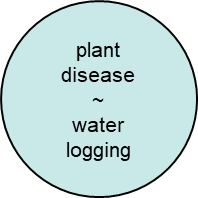 plant
disease
~
water
logging